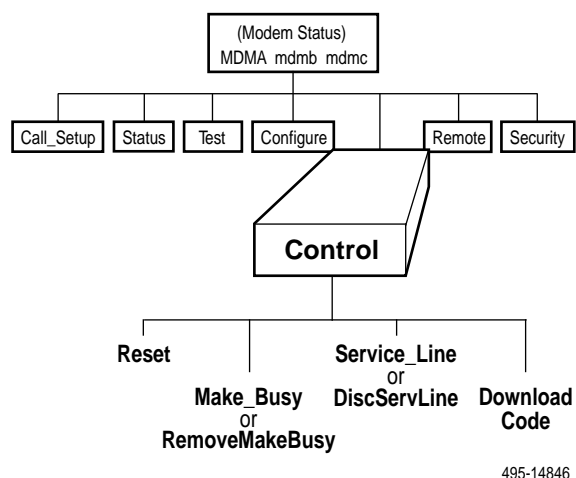 (Modem Status)
MDMA mdmb mdmc
Call_Setup Status Test Configure Remote Security
Control
Reset
Make_Busy
or
RemoveMakeBusy
Service_Line
or
DiscServLine
Download
Code
495-14846